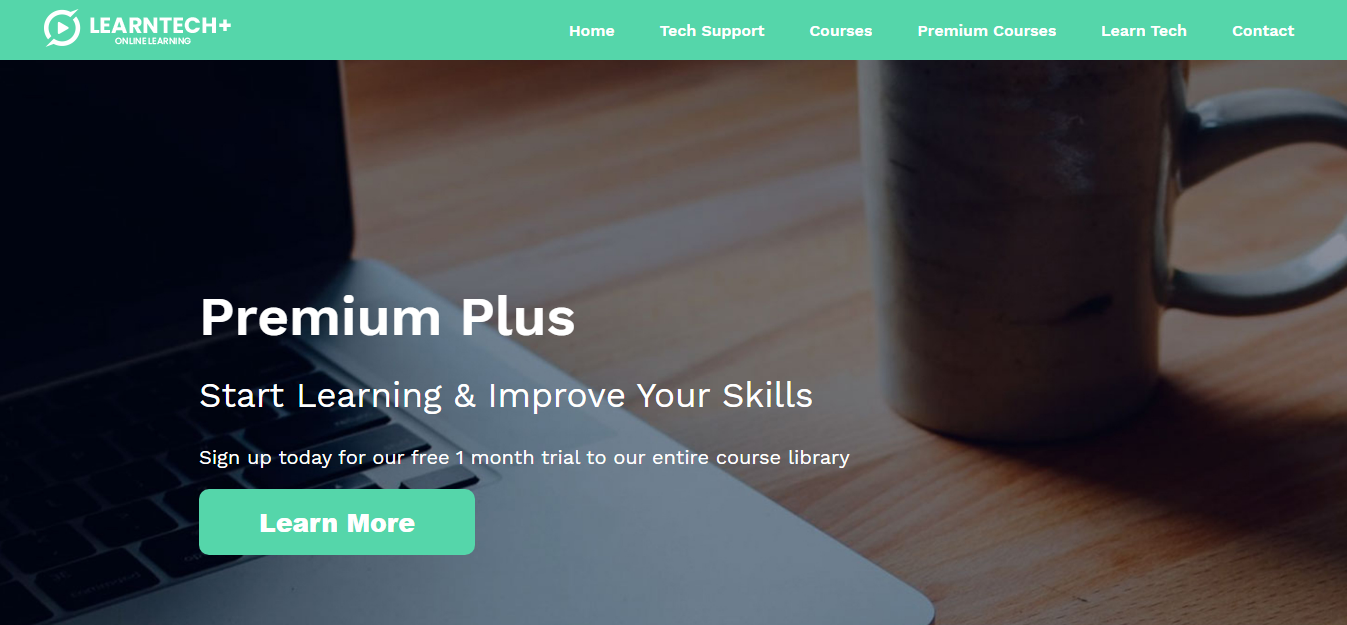 LEARNTECH+
ONLINE LEARNING
Home Tech Support Courses Premium Courses Learn Tech Contact
Premium Plus
Start Learning & Improve Your Skills
Sign up today for our free 1 month trial to our entire course library
Learn More